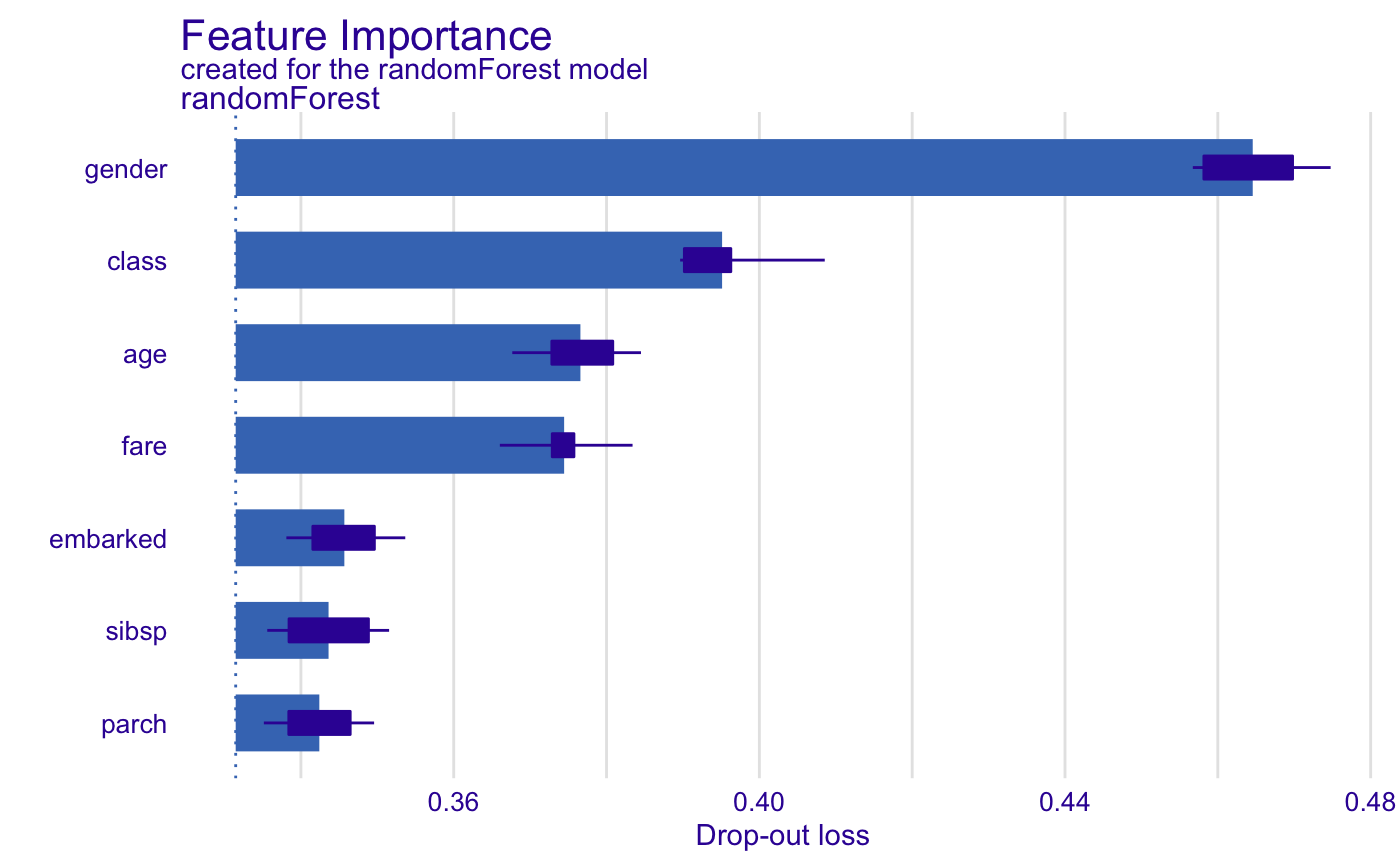 Feature Importance
created for the randomForest model
randomForest
gender
class
age
fare
embarked
sibsp
parch
0.36 0.40 0.44 0.48
Drop-out loss